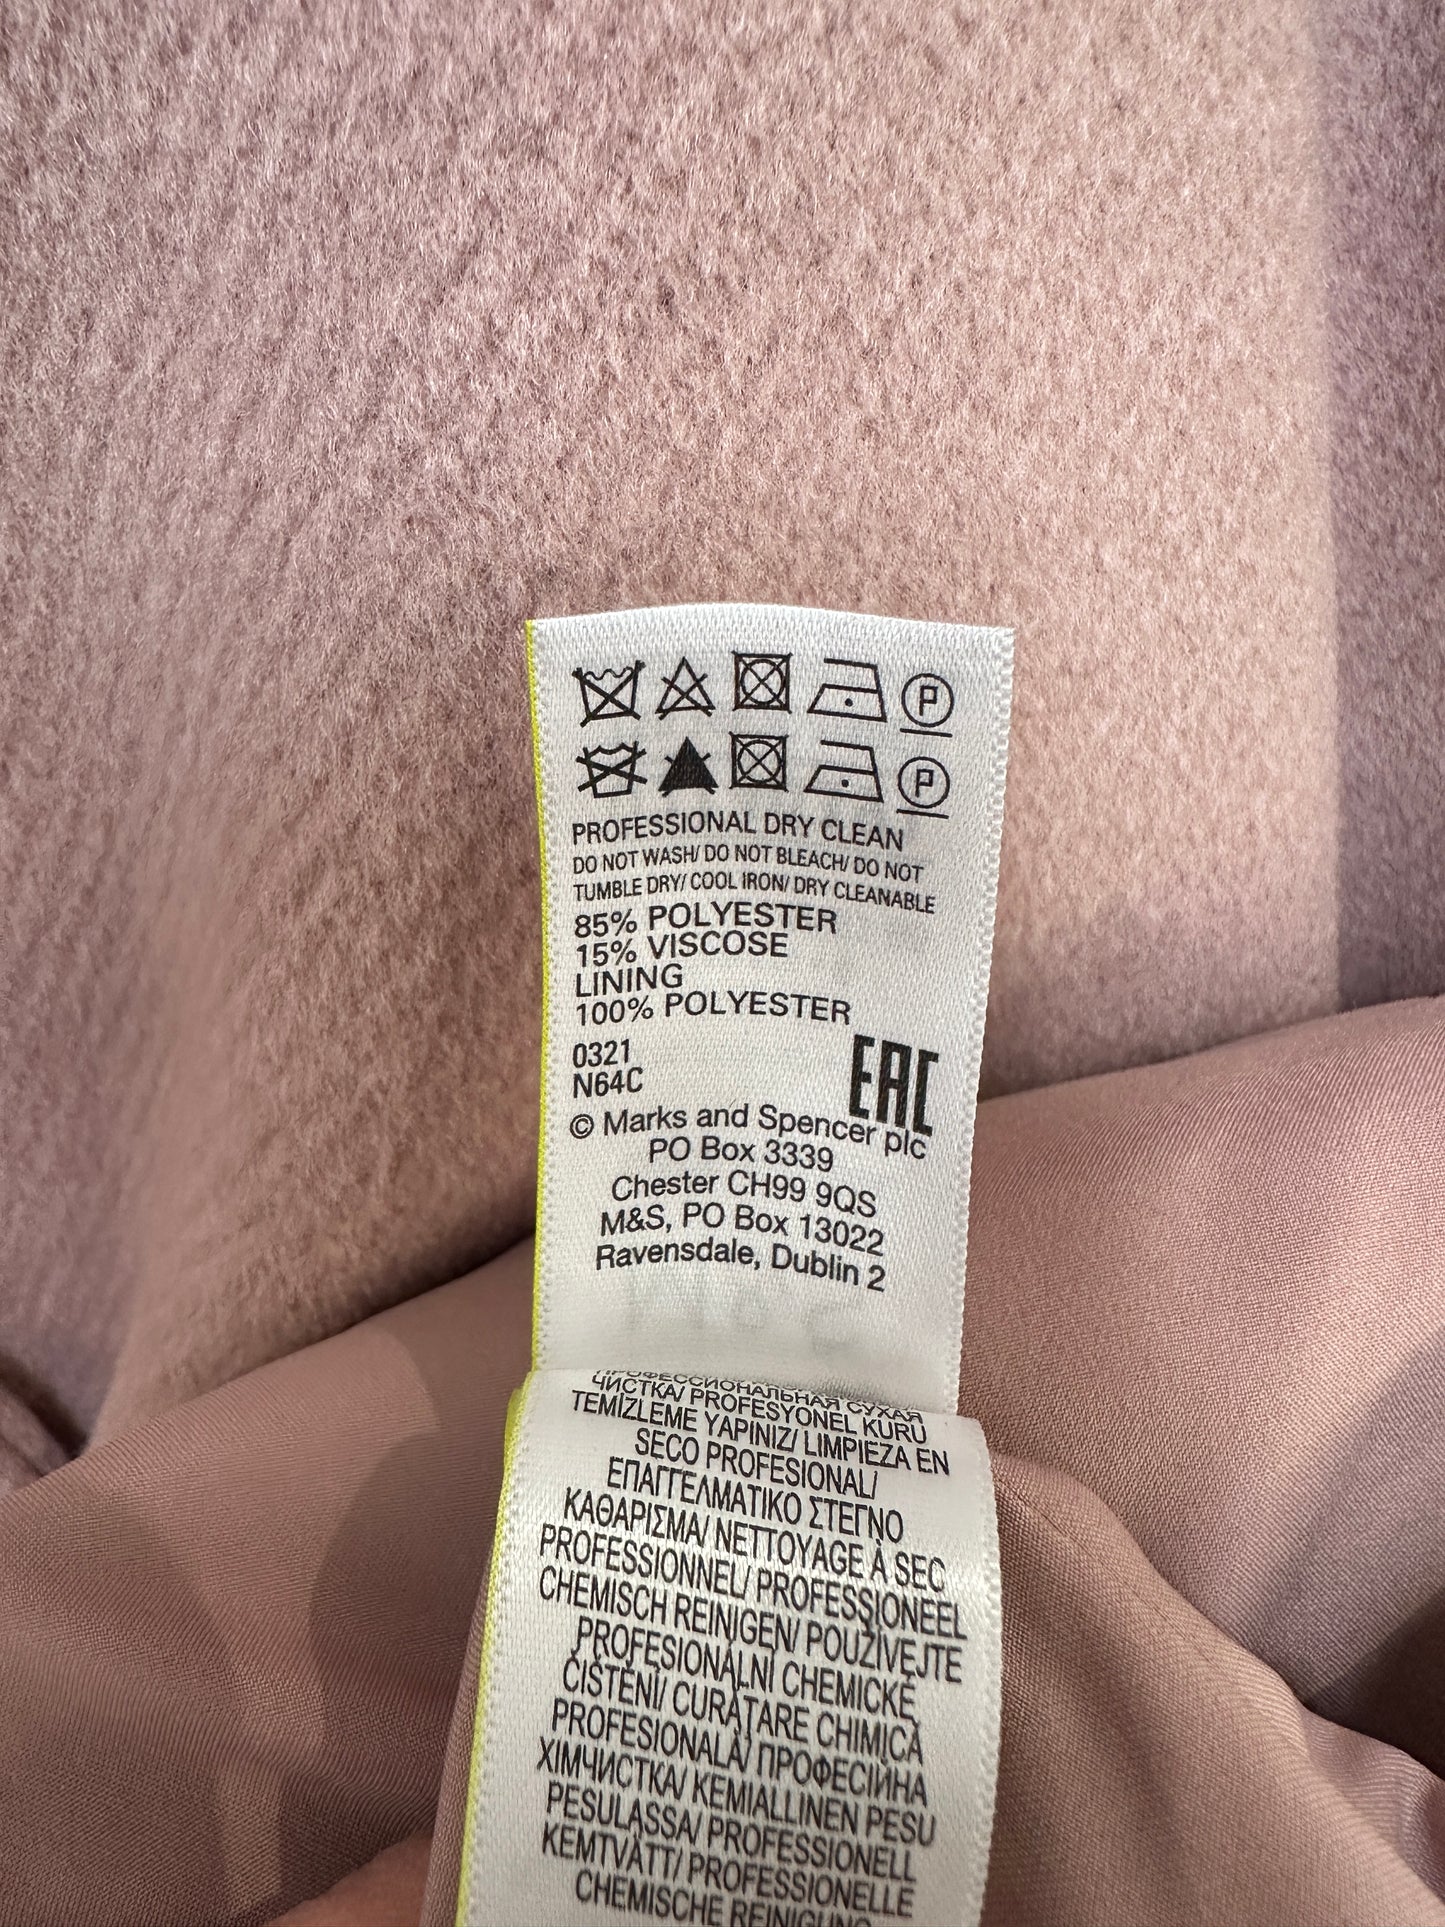 P
P
PROFESSIONAL DRY CLEAN
DO NOT WASH/ DO NOT BLEACH/ DO NOT
TUMBLE DRY/ COOL IRON/ DRY CLEANABLE
85% POLYESTER
15% VISCOSE
LINING
100% POLYESTER
0321
N64C
EAC
© Marks and Spencer plc
PO Box 3339
Chester CH99 9QS
M&S, PO Box 13022
Ravensdale, Dublin 2
ПРОФЕССИОНАЛЬНАЯ СУХАЯ
ЧИСТКА/ PROFESYONEL KURU
TEMİZLEME YAPINIZ/ LIMPIEZA EN
SECO PROFESIONAL/
ΕΠΑΓΓΕΛΜΑΤΙΚΟ ΣΤΕΓΝΟ
ΚΑΘΑΡΙΣΜΑ/ NETTOYAGE À SEC
PROFESSIONNEL/ PROFESSIONEEL
CHEMISCH REINIGEN/ POUŽÍVEJTE
PROFESIONÁLNÍ CHEMICKÉ
ČIŠTĚNÍ/ CURĂŢARE CHIMICĂ
PROFESIONALĂ/ ПРОФЕСІЙНА
ХІМЧИСТКА/ KEMIALLINEN PESU
PESULASSA/ PROFESSIONELL
KEMTVÄTT/ PROFESSIONELLE
CHEMISCHE REINIGUNG